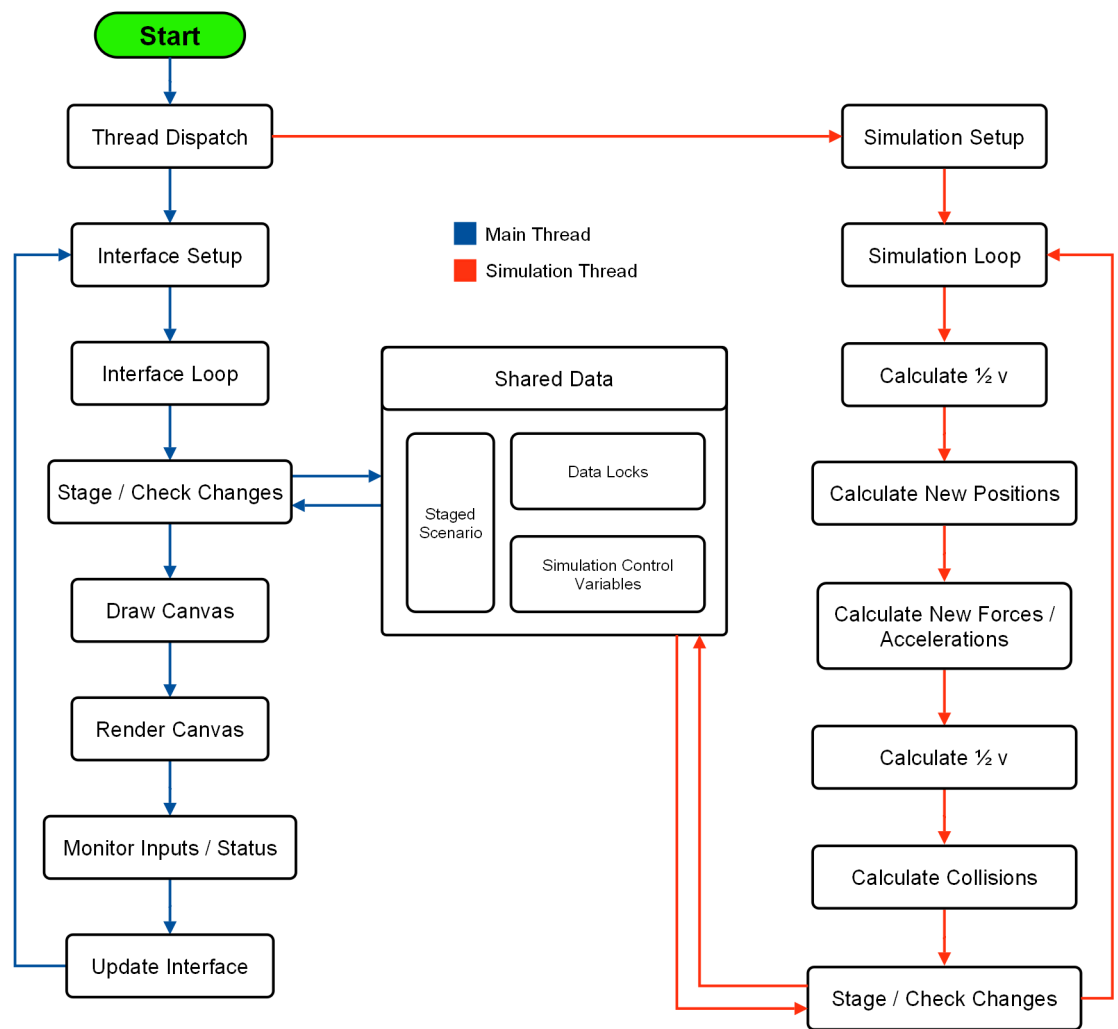 Start
Thread Dispatch
Simulation Setup
Interface Setup
Main Thread
Simulation Thread
Simulation Loop
Interface Loop
Shared Data
Calculate ½ v
Stage / Check Changes
Staged
Scenario
Data Locks
Simulation Control
Variables
Calculate New Positions
Draw Canvas
Calculate New Forces /
Accelerations
Render Canvas
Calculate ½ v
Monitor Inputs / Status
Calculate Collisions
Update Interface
Stage / Check Changes